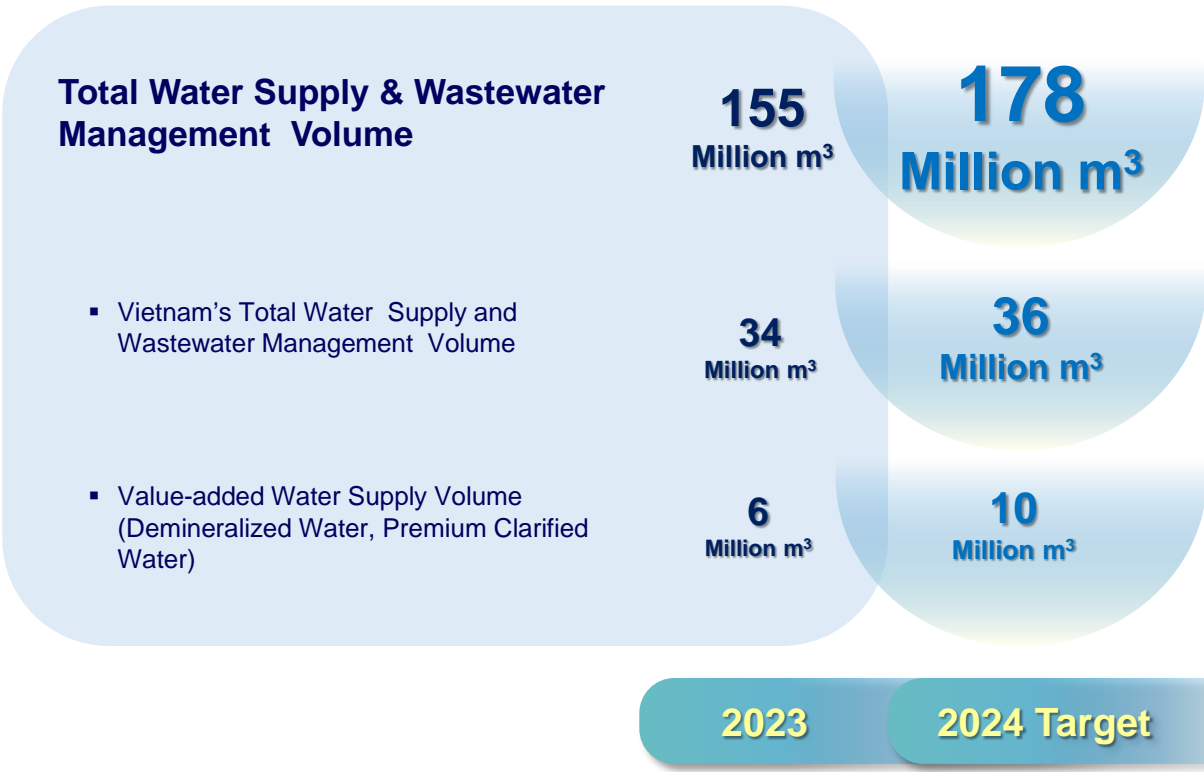 Total Water Supply & Wastewater
Management Volume
155
Million m³
178
Million m³
▪ Vietnam’s Total Water Supply and
Wastewater Management Volume
34
Million m³
36
Million m³
▪ Value-added Water Supply Volume
(Demineralized Water, Premium Clarified
Water)
6
Million m³
10
Million m³
2023
2024 Target